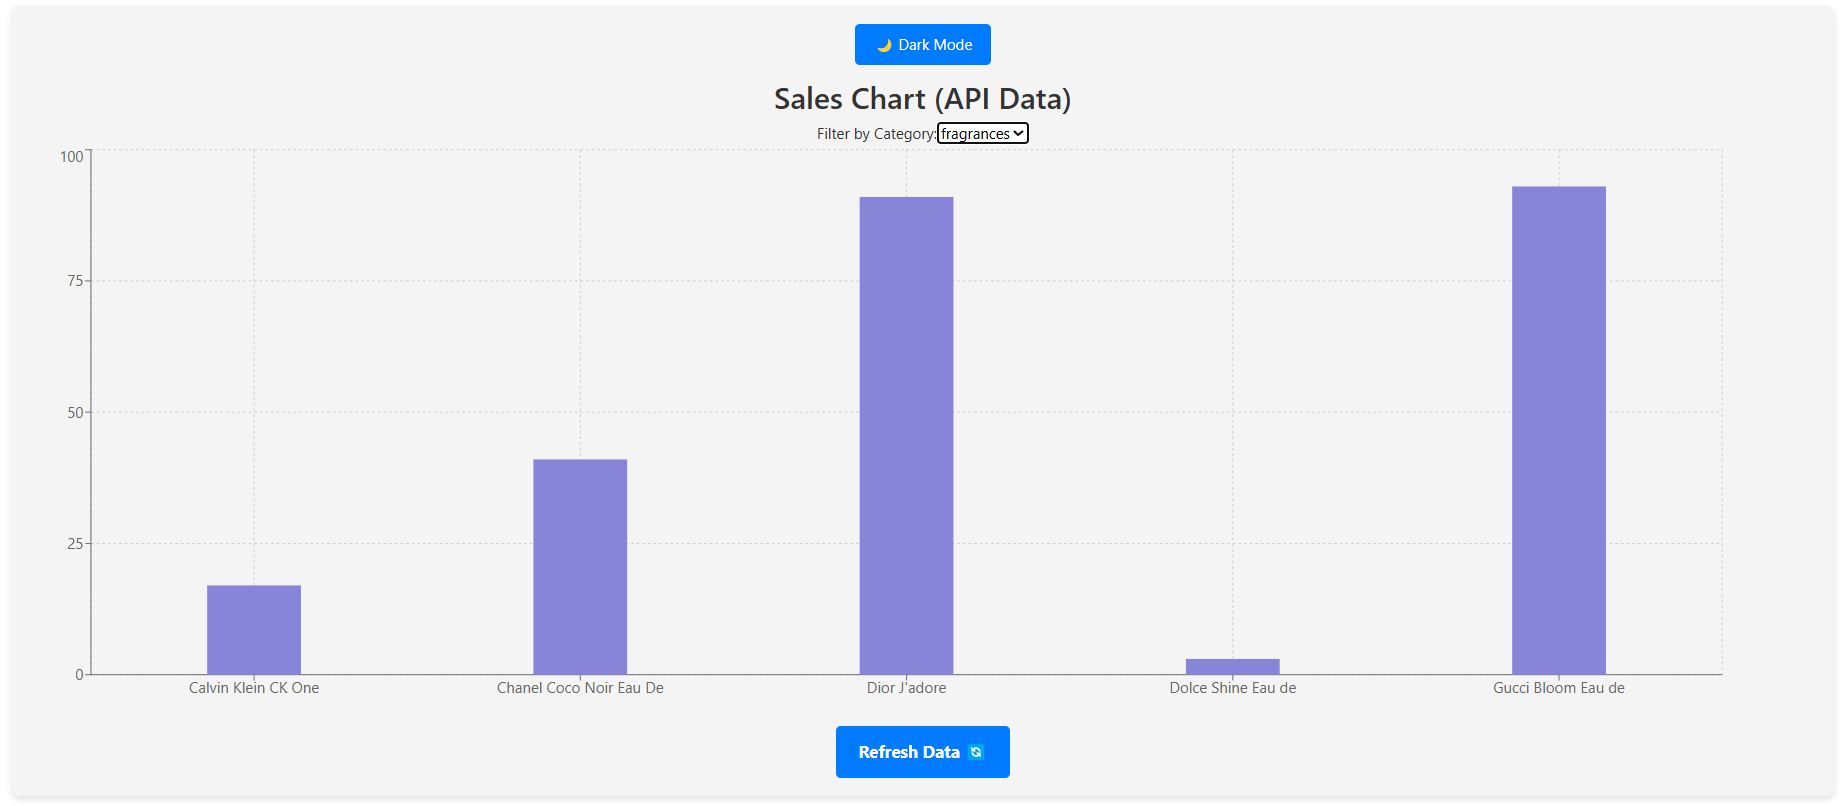 🌙 Dark Mode
Sales Chart (API Data)
Filter by Category: fragrances
100
75
50
25
0
Calvin Klein CK One Chanel Coco Noir Eau De Dior J'adore Dolce Shine Eau de Gucci Bloom Eau de
Refresh Data 🔄